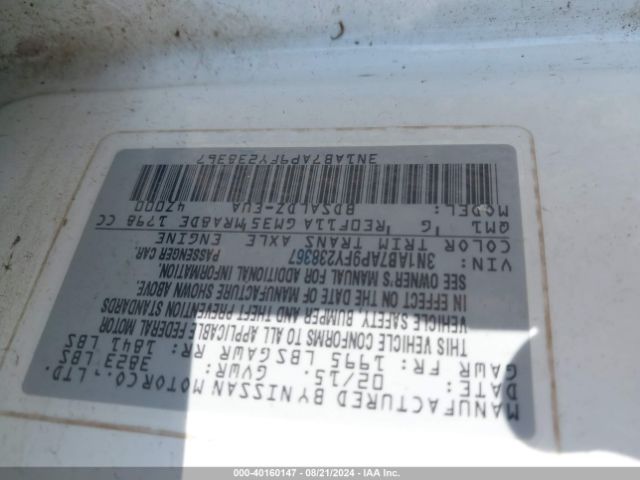 MANUFACTURED BY NISSAN MOTOR CO., LTD.
DATE: 02/15 GVWR: 3823 LBS
GAWR FR: 1995 LBS GAWR RR: 1841 LBS
THIS VEHICLE CONFORMS TO ALL APPLICABLE FEDERAL MOTOR
VEHICLE SAFETY, BUMPER AND THEFT PREVENTION STANDARDS
IN EFFECT ON THE DATE OF MANUFACTURE SHOWN ABOVE.
SEE OWNER'S MANUAL FOR ADDITIONAL INFORMATION.
VIN: 3N1AB7AP9FY238367 PASSENGER CAR.
COLOR TRIM TRANS AXLE ENGINE
QM1 G RE0F11A GM35 MRA8DE 1798 CC
MODEL: BDSALDZ-EUA 47000
3N1AB7AP9FY238367
000-40160147 - 08/21/2024 - IAA Inc.